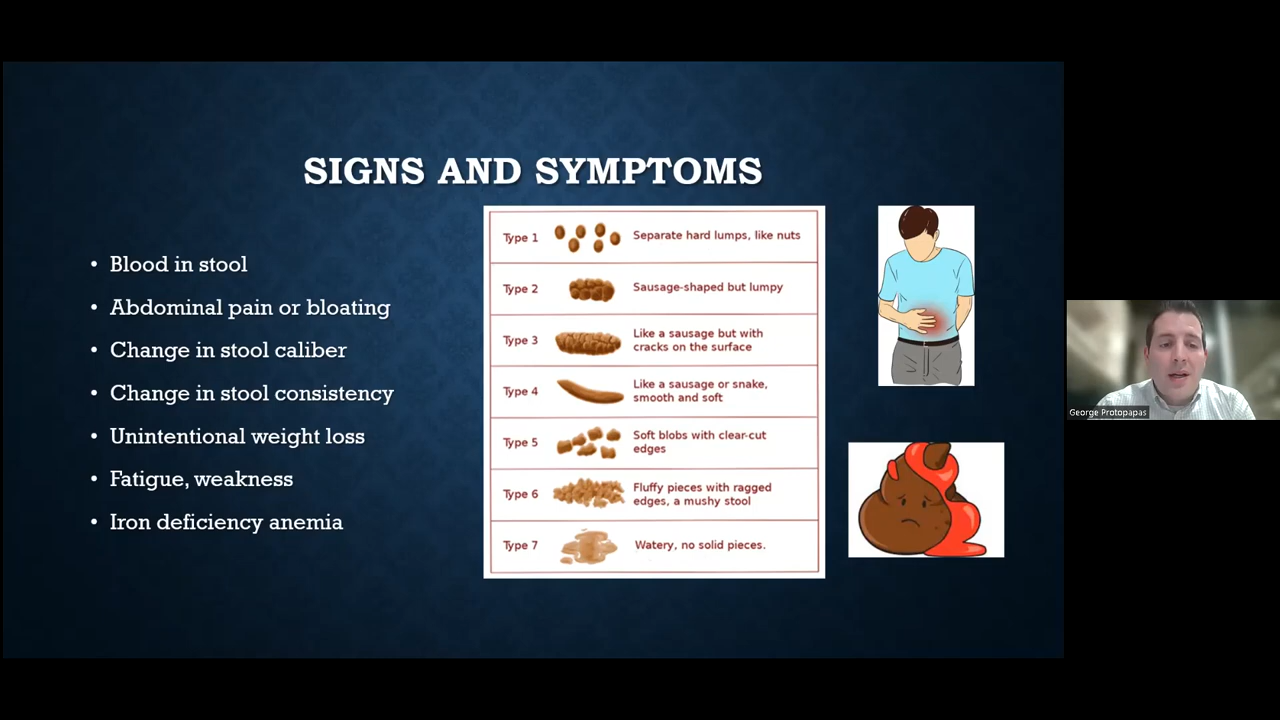 SIGNS AND SYMPTOMS
• Blood in stool
• Abdominal pain or bloating
• Change in stool caliber
• Change in stool consistency
• Unintentional weight loss
• Fatigue, weakness
• Iron deficiency anemia
Type 1
Separate hard lumps, like nuts
Type 2
Sausage-shaped but lumpy
Type 3
Like a sausage but with
cracks on the surface
Type 4
Like a sausage or snake,
smooth and soft
Type 5
Soft blobs with clear-cut
edges
Type 6
Fluffy pieces with ragged
edges, a mushy stool
Type 7
Watery, no solid pieces.
George Protopapas